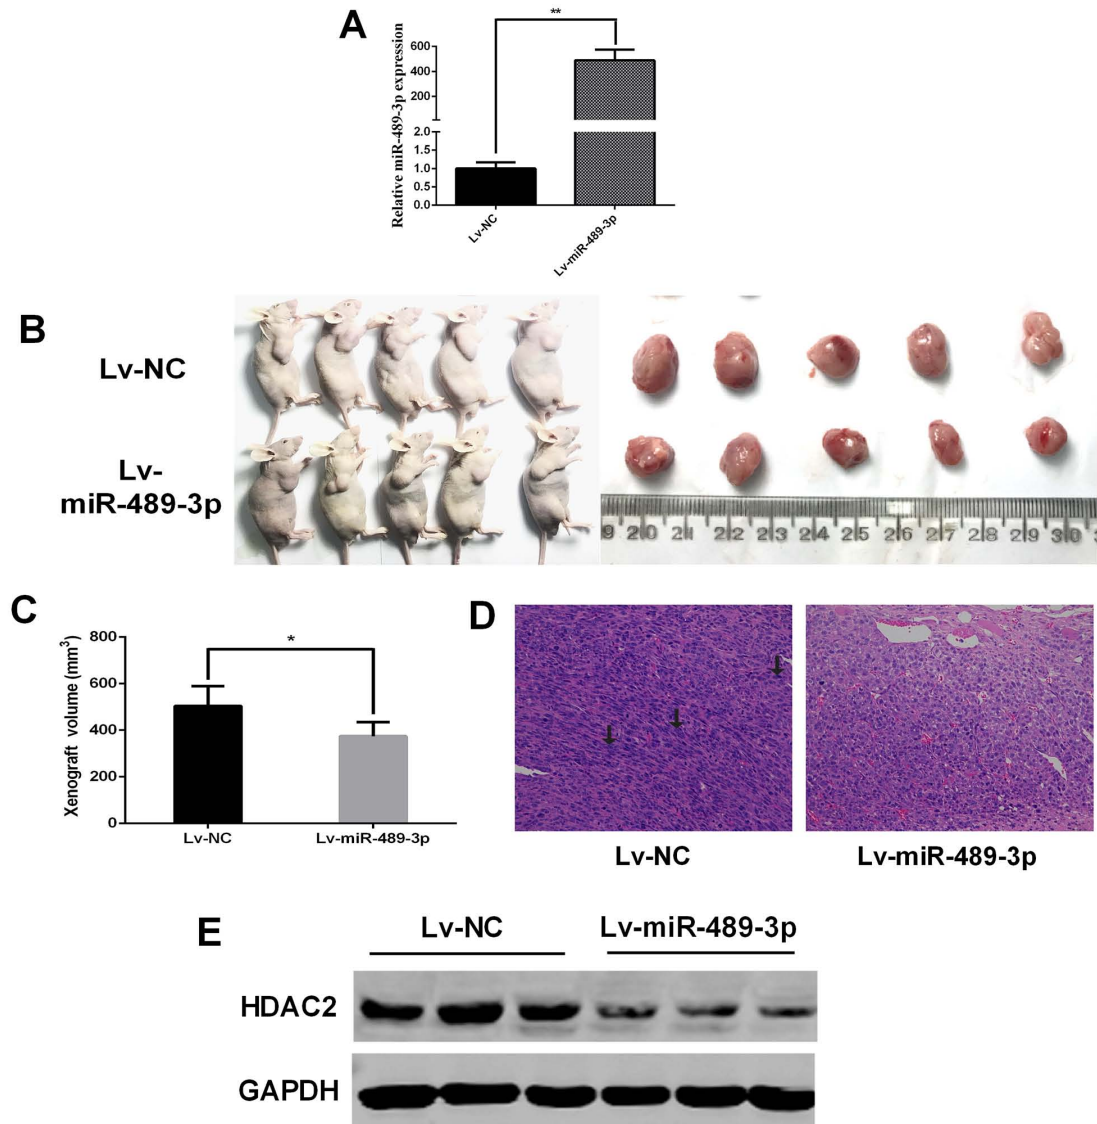 A
**
Relative miR-489-3p expression
600
400
200
2.0
1.5
1.0
0.5
0.0
Lv-NC
Lv-miR-489-3p
B
Lv-NC
Lv-
miR-489-3p
9 20 21 22 23 24 25 26 27 28 29 30 3
C
Xenograft volume (mm³)
800
600
400
200
0
*
Lv-NC
Lv-miR-489-3p
D
Lv-NC
Lv-miR-489-3p
E
Lv-NC
Lv-miR-489-3p
HDAC2
GAPDH